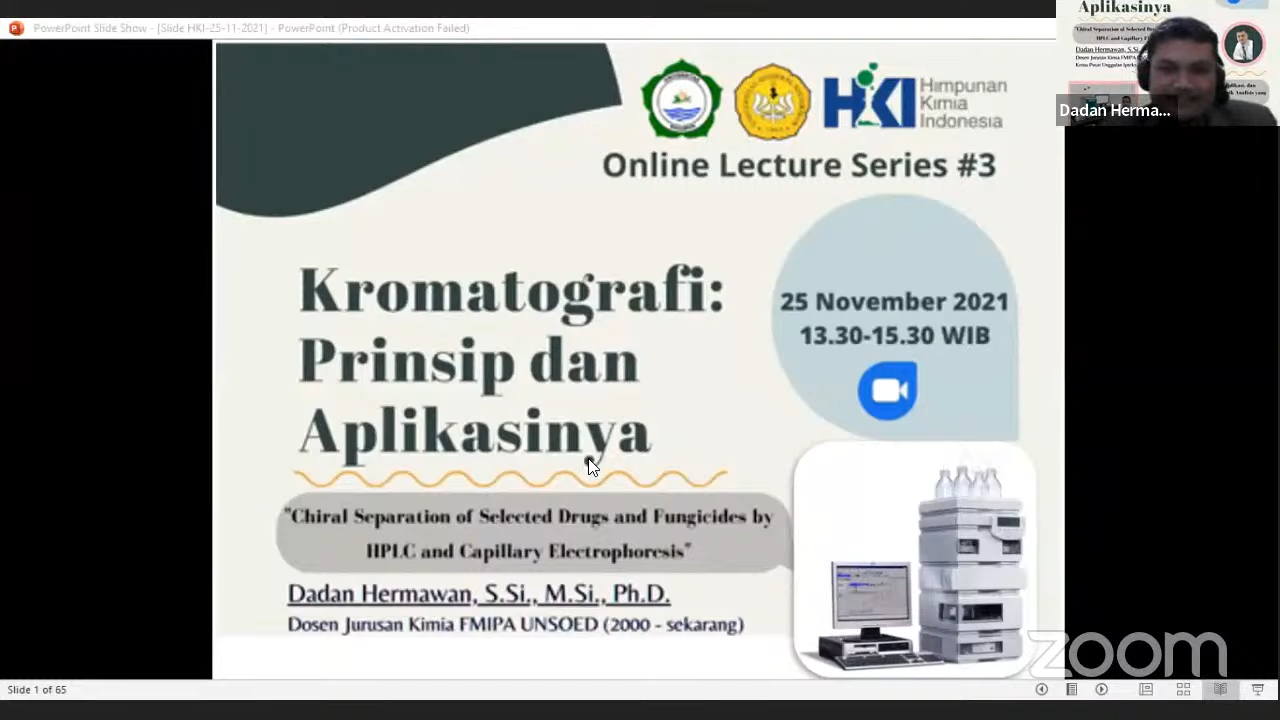 PowerPoint Slide Show - [Slide HKI-25-11-2021] - PowerPoint (Product Activation Failed)
Aplikasinya
Dadan Herma...
HKI
Himpunan
Kimia
Indonesia
Online Lecture Series #3
Kromatografi:
Prinsip dan
Aplikasinya
25 November 2021
13.30-15.30 WIB
"Chiral Separation of Selected Drugs and Fungicides by
HPLC and Capillary Electrophoresis"
Dadan Hermawan, S.Si., M.Si., Ph.D.
Dosen Jurusan Kimia FMIPA UNSOED (2000 - sekarang)
zoom
Slide 1 of 65